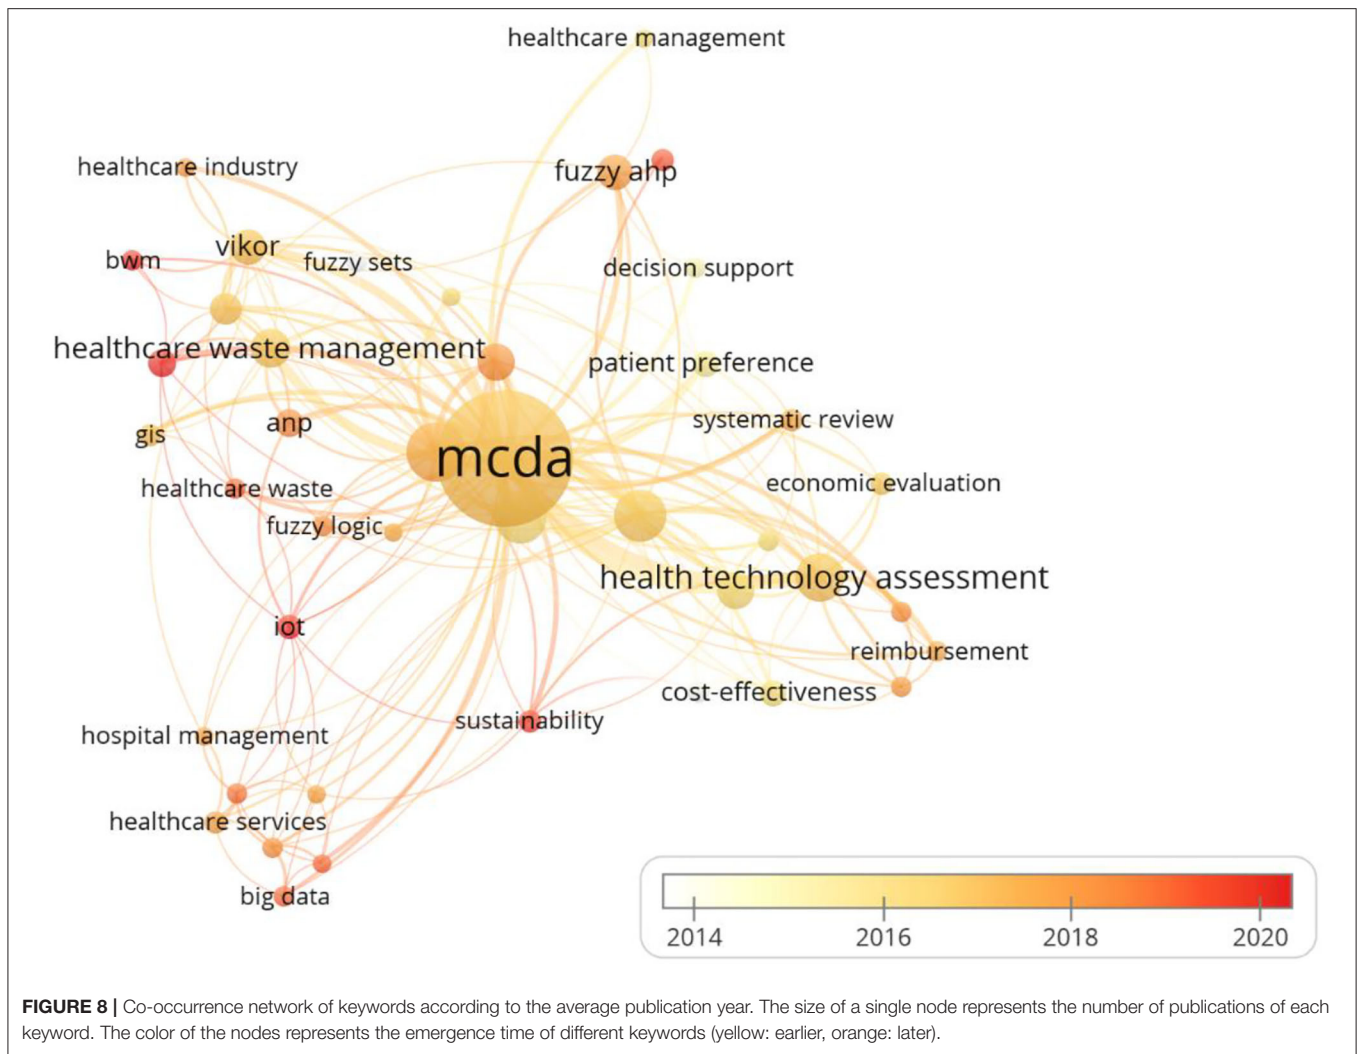 healthcare management
healthcare industry
fuzzy ahp
bwm
vikor
fuzzy sets
decision support
healthcare waste management
patient preference
gis
anp
mcda
systematic review
healthcare waste
economic evaluation
fuzzy logic
health technology assessment
iot
reimbursement
cost-effectiveness
hospital management
sustainability
healthcare services
big data
2014 2016 2018 2020
FIGURE 8 | Co-occurrence network of keywords according to the average publication year. The size of a single node represents the number of publications of each
keyword. The color of the nodes represents the emergence time of different keywords (yellow: earlier, orange: later).